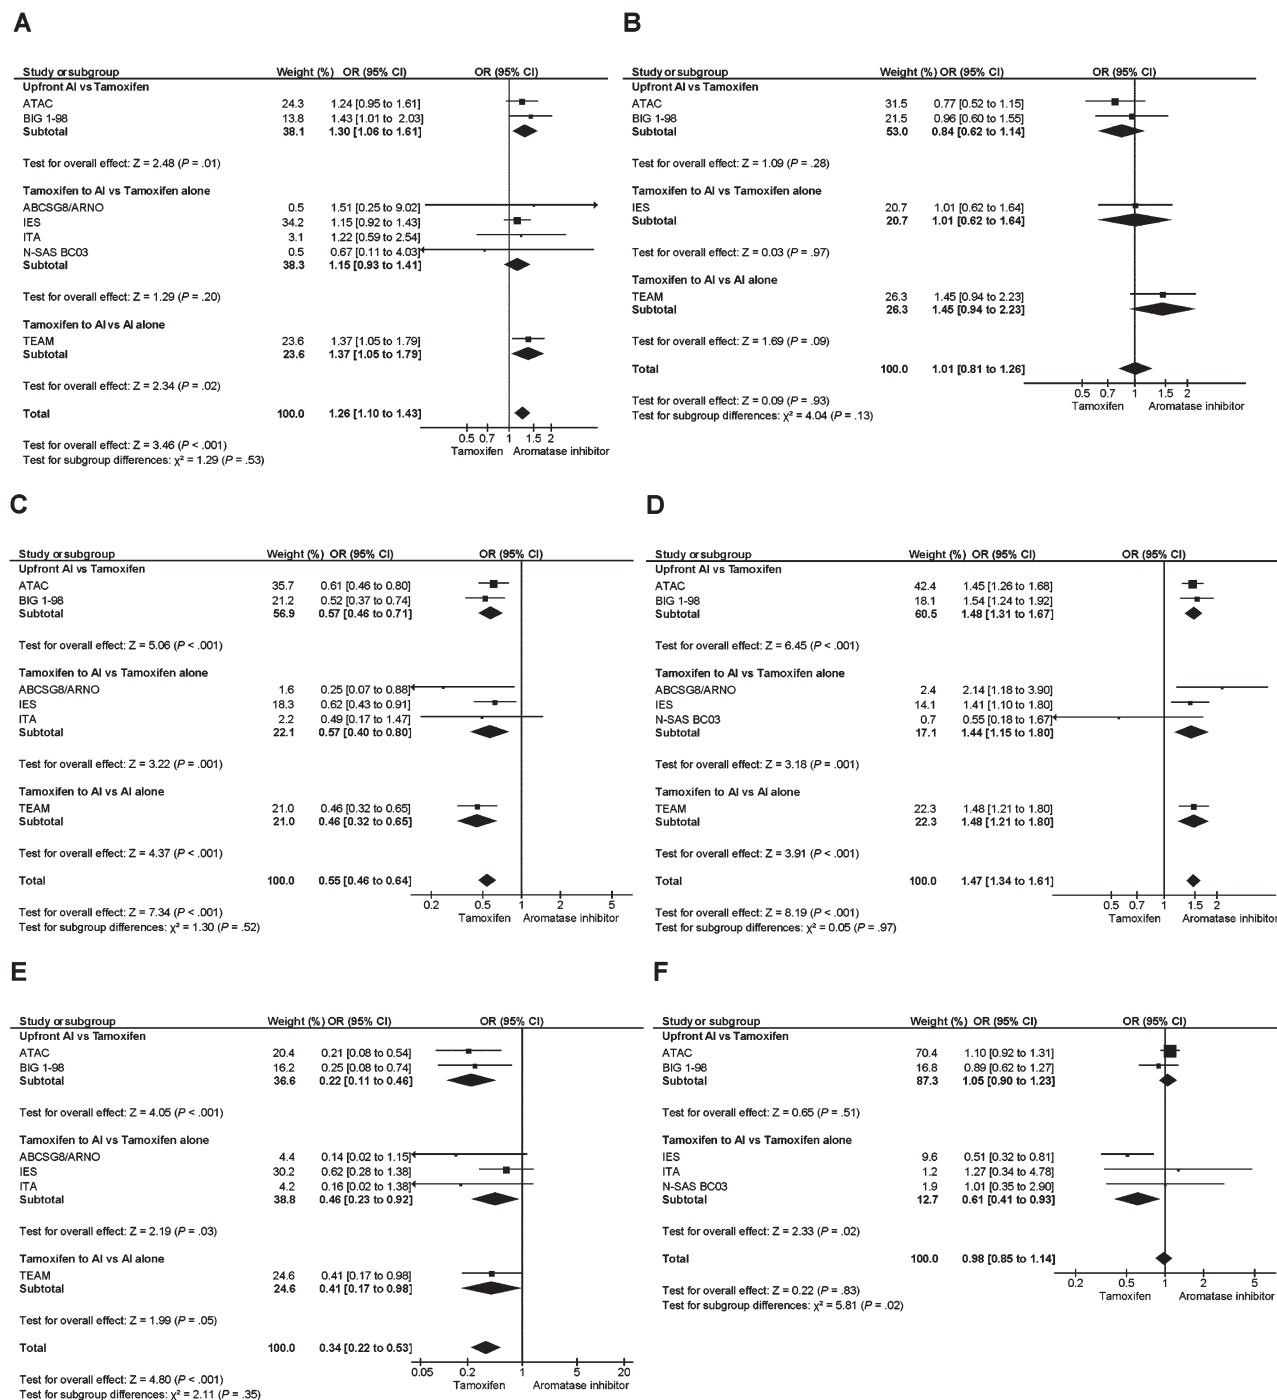 A
Study or subgroup Weight (%) OR (95% CI) OR (95% CI)
Upfront AI vs Tamoxifen
ATAC 24.3 1.24 [0.95 to 1.61]
BIG 1-98 13.8 1.43 [1.01 to 2.03]
Subtotal 38.1 1.30 [1.06 to 1.61]
Test for overall effect: Z = 2.48 (P = .01)
Tamoxifen to AI vs Tamoxifen alone
ABCSG8/ARNO 0.5 1.51 [0.25 to 9.02]
IES 34.2 1.15 [0.92 to 1.43]
ITA 3.1 1.22 [0.59 to 2.54]
N-SAS BC03 0.5 0.67 [0.11 to 4.03]
Subtotal 38.3 1.15 [0.93 to 1.41]
Test for overall effect: Z = 1.29 (P = .20)
Tamoxifen to AI vs AI alone
TEAM 23.6 1.37 [1.05 to 1.79]
Subtotal 23.6 1.37 [1.05 to 1.79]
Test for overall effect: Z = 2.34 (P = .02)
Total 100.0 1.26 [1.10 to 1.43]
Test for overall effect: Z = 3.46 (P < .001)
Test for subgroup differences: χ² = 1.29 (P = .53)
0.5 0.7 1 1.5 2
Tamoxifen Aromatase inhibitor
B
Study or subgroup Weight (%) OR (95% CI) OR (95% CI)
Upfront AI vs Tamoxifen
ATAC 31.5 0.77 [0.52 to 1.15]
BIG 1-98 21.5 0.96 [0.60 to 1.55]
Subtotal 53.0 0.84 [0.62 to 1.14]
Test for overall effect: Z = 1.09 (P = .28)
Tamoxifen to AI vs Tamoxifen alone
IES 20.7 1.01 [0.62 to 1.64]
Subtotal 20.7 1.01 [0.62 to 1.64]
Test for overall effect: Z = 0.03 (P = .97)
Tamoxifen to AI vs AI alone
TEAM 26.3 1.45 [0.94 to 2.23]
Subtotal 26.3 1.45 [0.94 to 2.23]
Test for overall effect: Z = 1.69 (P = .09)
Total 100.0 1.01 [0.81 to 1.26]
Test for overall effect: Z = 0.09 (P = .93)
Test for subgroup differences: χ² = 4.04 (P = .13)
0.5 0.7 1 1.5 2
Tamoxifen Aromatase inhibitor
C
Study or subgroup Weight (%) OR (95% CI) OR (95% CI)
Upfront AI vs Tamoxifen
ATAC 35.7 0.61 [0.46 to 0.80]
BIG 1-98 21.2 0.52 [0.37 to 0.74]
Subtotal 56.9 0.57 [0.46 to 0.71]
Test for overall effect: Z = 5.06 (P < .001)
Tamoxifen to AI vs Tamoxifen alone
ABCSG8/ARNO 1.6 0.25 [0.07 to 0.88]
IES 18.3 0.62 [0.43 to 0.91]
ITA 2.2 0.49 [0.17 to 1.47]
Subtotal 22.1 0.57 [0.40 to 0.80]
Test for overall effect: Z = 3.22 (P = .001)
Tamoxifen to AI vs AI alone
TEAM 21.0 0.46 [0.32 to 0.65]
Subtotal 21.0 0.46 [0.32 to 0.65]
Test for overall effect: Z = 4.37 (P < .001)
Total 100.0 0.55 [0.46 to 0.64]
Test for overall effect: Z = 7.34 (P < .001)
Test for subgroup differences: χ² = 1.30 (P = .52)
0.2 0.5 1 2 5
Tamoxifen Aromatase inhibitor
D
Study or subgroup Weight (%) OR (95% CI) OR (95% CI)
Upfront AI vs Tamoxifen
ATAC 42.4 1.45 [1.26 to 1.68]
BIG 1-98 18.1 1.54 [1.24 to 1.92]
Subtotal 60.5 1.48 [1.31 to 1.67]
Test for overall effect: Z = 6.45 (P < .001)
Tamoxifen to AI vs Tamoxifen alone
ABCSG8/ARNO 2.4 2.14 [1.18 to 3.90]
IES 14.1 1.41 [1.10 to 1.80]
N-SAS BC03 0.7 0.55 [0.18 to 1.67]
Subtotal 17.1 1.44 [1.15 to 1.80]
Test for overall effect: Z = 3.18 (P = .001)
Tamoxifen to AI vs AI alone
TEAM 22.3 1.48 [1.21 to 1.80]
Subtotal 22.3 1.48 [1.21 to 1.80]
Test for overall effect: Z = 3.91 (P < .001)
Total 100.0 1.47 [1.34 to 1.61]
Test for overall effect: Z = 8.19 (P < .001)
Test for subgroup differences: χ² = 0.05 (P = .97)
0.5 0.7 1 1.5 2
Tamoxifen Aromatase inhibitor
E
Study or subgroup Weight (%) OR (95% CI) OR (95% CI)
Upfront AI vs Tamoxifen
ATAC 20.4 0.21 [0.08 to 0.54]
BIG 1-98 16.2 0.25 [0.08 to 0.74]
Subtotal 36.6 0.22 [0.11 to 0.46]
Test for overall effect: Z = 4.05 (P < .001)
Tamoxifen to AI vs Tamoxifen alone
ABCSG8/ARNO 4.4 0.14 [0.02 to 1.15]
IES 30.2 0.62 [0.28 to 1.38]
ITA 4.2 0.16 [0.02 to 1.38]
Subtotal 38.8 0.46 [0.23 to 0.92]
Test for overall effect: Z = 2.19 (P = .03)
Tamoxifen to AI vs AI alone
TEAM 24.6 0.41 [0.17 to 0.98]
Subtotal 24.6 0.41 [0.17 to 0.98]
Test for overall effect: Z = 1.99 (P = .05)
Total 100.0 0.34 [0.22 to 0.53]
Test for overall effect: Z = 4.80 (P < .001)
Test for subgroup differences: χ² = 2.11 (P = .35)
0.05 0.2 1 5 20
Tamoxifen Aromatase inhibitor
F
Study or subgroup Weight (%) OR (95% CI) OR (95% CI)
Upfront AI vs Tamoxifen
ATAC 70.4 1.10 [0.92 to 1.31]
BIG 1-98 16.8 0.89 [0.62 to 1.27]
Subtotal 87.3 1.05 [0.90 to 1.23]
Test for overall effect: Z = 0.65 (P = .51)
Tamoxifen to AI vs Tamoxifen alone
IES 9.6 0.51 [0.32 to 0.81]
ITA 1.2 1.27 [0.34 to 4.78]
N-SAS BC03 1.9 1.01 [0.35 to 2.90]
Subtotal 12.7 0.61 [0.41 to 0.93]
Test for overall effect: Z = 2.33 (P = .02)
Total 100.0 0.98 [0.85 to 1.14]
Test for overall effect: Z = 0.22 (P = .83)
Test for subgroup differences: χ² = 5.81 (P = .02)
0.2 0.5 1 2 5
Tamoxifen Aromatase inhibitor